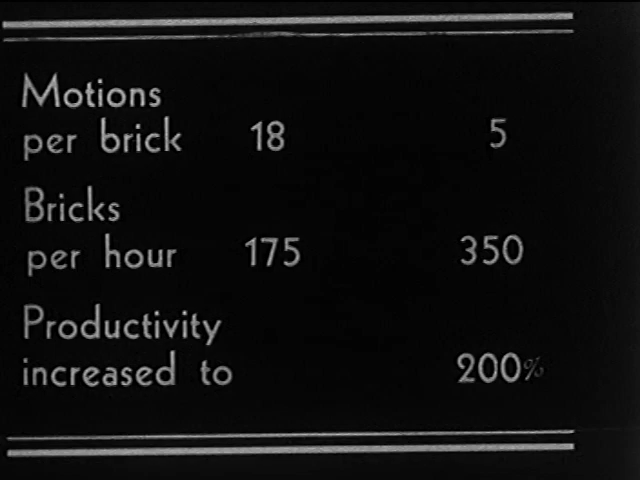 Motions
per brick 18 5
Bricks
per hour 175 350
Productivity
increased to 200%